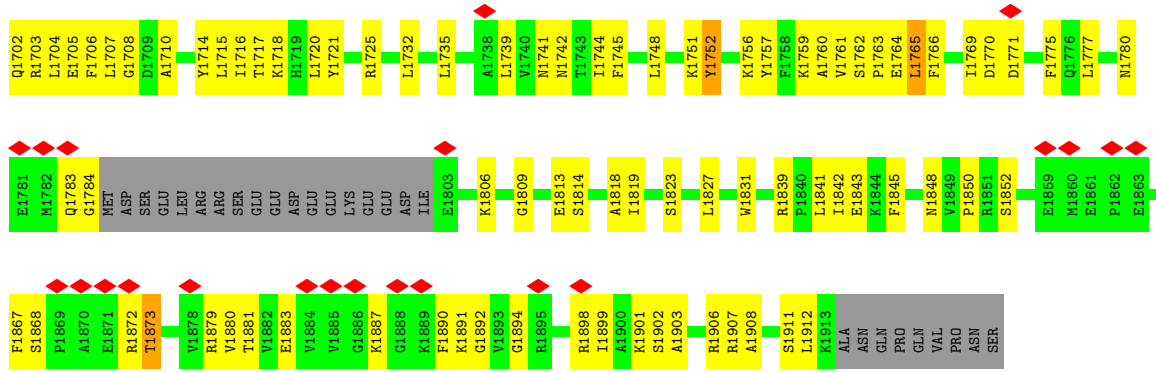 Q1702 R1703 L1704 E1705 F1706 L1707 G1708 D1709 A1710 Y1714 L1715 I1716 T1717 K1718 H1719 L1720 Y1721 R1725 L1732 L1735 A1738 L1739 V1740 N1741 N1742 T1743 I1744 F1745 L1748 K1751 Y1752 K1756 Y1757 F1758 K1759 A1760 V1761 S1762 P1763 E1764 L1765 F1766 I1769 D1770 D1771 F1775 Q1776 L1777 N1780
E1781 M1782 Q1783 G1784 MET ASP SER GLU LEU ARG ARG SER GLU GLU ASP GLU GLU LYS GLU GLU ASP ILE E1803 K1806 G1809 E1813 S1814 A1818 I1819 S1823 L1827 W1831 R1839 P1840 L1841 I1842 E1843 K1844 F1845 N1848 V1849 P1850 R1851 S1852 E1859 M1860 E1861 P1862 E1863
F1867 S1868 P1869 A1870 E1871 R1872 T1873 V1878 R1879 V1880 T1881 V1882 E1883 V1884 V1885 G1886 K1887 G1888 K1889 F1890 K1891 G1892 V1893 G1894 R1895 R1898 I1899 A1900 K1901 S1902 A1903 R1906 R1907 A1908 S1911 L1912 K1913 ALA ASN GLN PRO GLN VAL PRO ASN SER